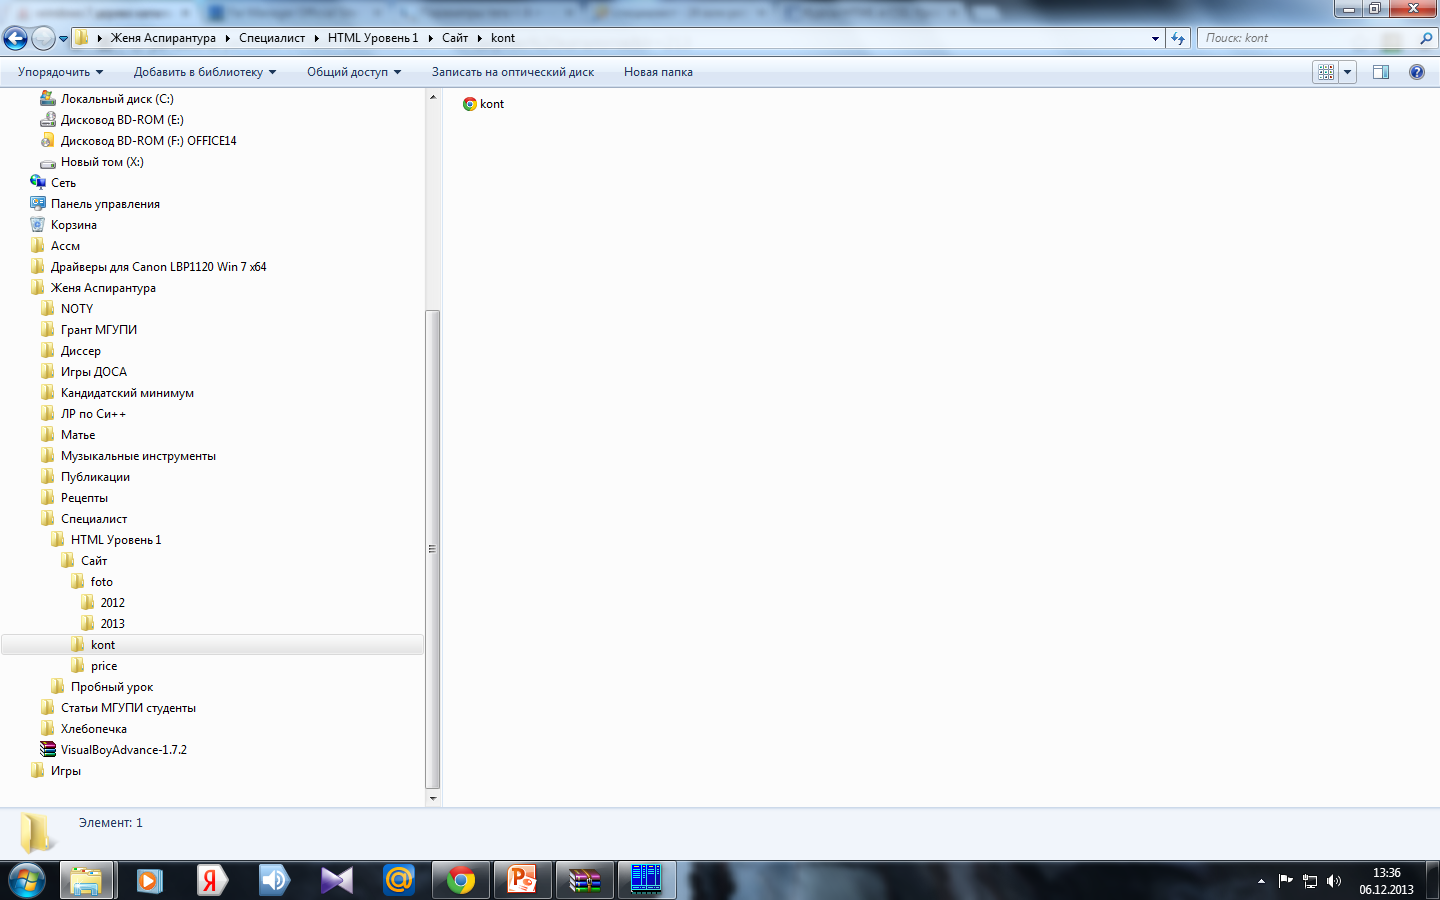 Женя Аспирантура Специалист HTML Уровень 1 Сайт kont
Поиск: kont
Упорядочить Добавить в библиотеку Общий доступ Записать на оптический диск Новая папка
Локальный диск (C:)
Дисковод BD-ROM (E:)
Дисковод BD-ROM (F:) OFFICE14
Новый том (X:)
Сеть
Панель управления
Корзина
Ассм
Драйверы для Canon LBP1120 Win 7 x64
Женя Аспирантура
NOTY
Грант МГУПИ
Диссер
Игры ДОСА
Кандидатский минимум
ЛР по Си++
Матье
Музыкальные инструменты
Публикации
Рецепты
Специалист
HTML Уровень 1
Сайт
foto
2012
2013
kont
price
Пробный урок
Статьи МГУПИ студенты
Хлебопечка
VisualBoyAdvance-1.7.2
Игры
kont
Элемент: 1
13:36
06.12.2013